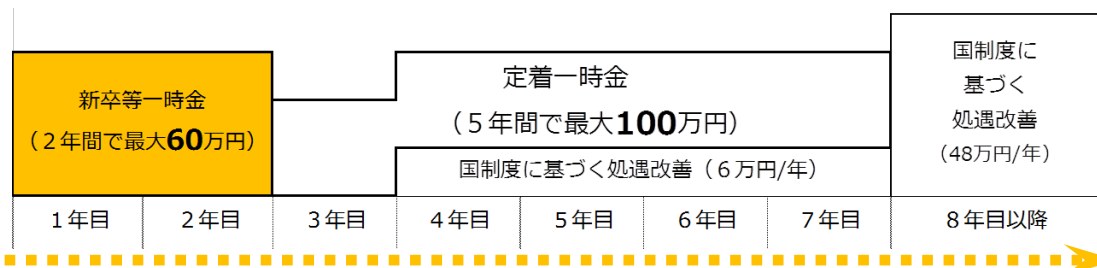 新卒等一時金
（２年間で最大60万円）
定着一時金
（５年間で最大100万円）
国制度に基づく処遇改善（６万円/年）
国制度に
基づく
処遇改善
（48万円/年）
１年目
２年目
３年目
４年目
５年目
６年目
７年目
８年目以降